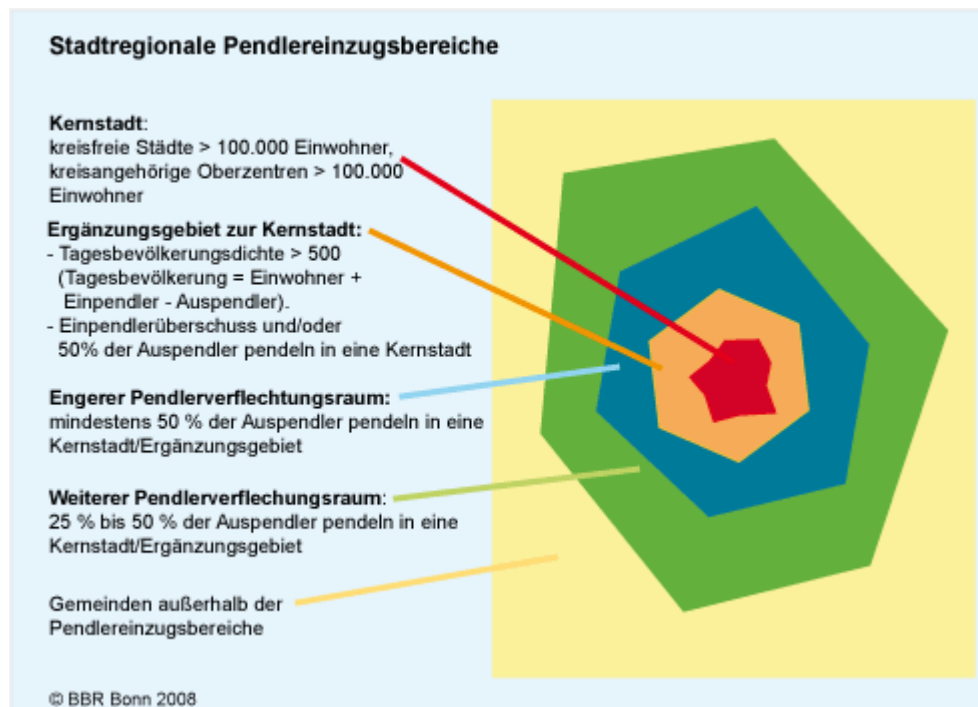 Stadtregionale Pendlereinzugsbereiche
Kernstadt:
kreisfreie Städte > 100.000 Einwohner,
kreisangehörige Oberzentren > 100.000
Einwohner
Ergänzungsgebiet zur Kernstadt:
- Tagesbevölkerungsdichte > 500
(Tagesbevölkerung = Einwohner +
Einpendler - Auspendler).
- Einpendlerüberschuss und/oder
50% der Auspendler pendeln in eine Kernstadt
Engerer Pendlerverflechtungsraum:
mindestens 50 % der Auspendler pendeln in eine
Kernstadt/Ergänzungsgebiet
Weiterer Pendlerverflechungsraum:
25 % bis 50 % der Auspendler pendeln in eine
Kernstadt/Ergänzungsgebiet
Gemeinden außerhalb der
Pendlereinzugsbereiche
© BBR Bonn 2008